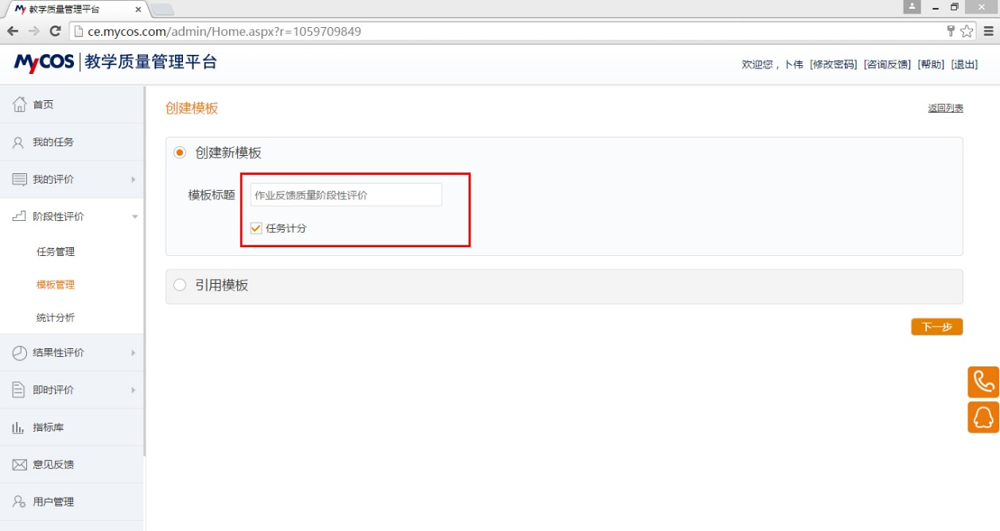 教学质量管理平台
ce.mycos.com/admin/Home.aspx?r=1059709849
MyCOS 教学质量管理平台
欢迎您，卜伟 [修改密码] [咨询反馈] [帮助] [退出]
首页
我的任务
我的评价
阶段性评价
任务管理
模板管理
统计分析
结果性评价
即时评价
指标库
意见反馈
用户管理
创建模板
返回列表
创建新模板
模板标题 作业反馈质量阶段性评价
任务计分
引用模板
下一步